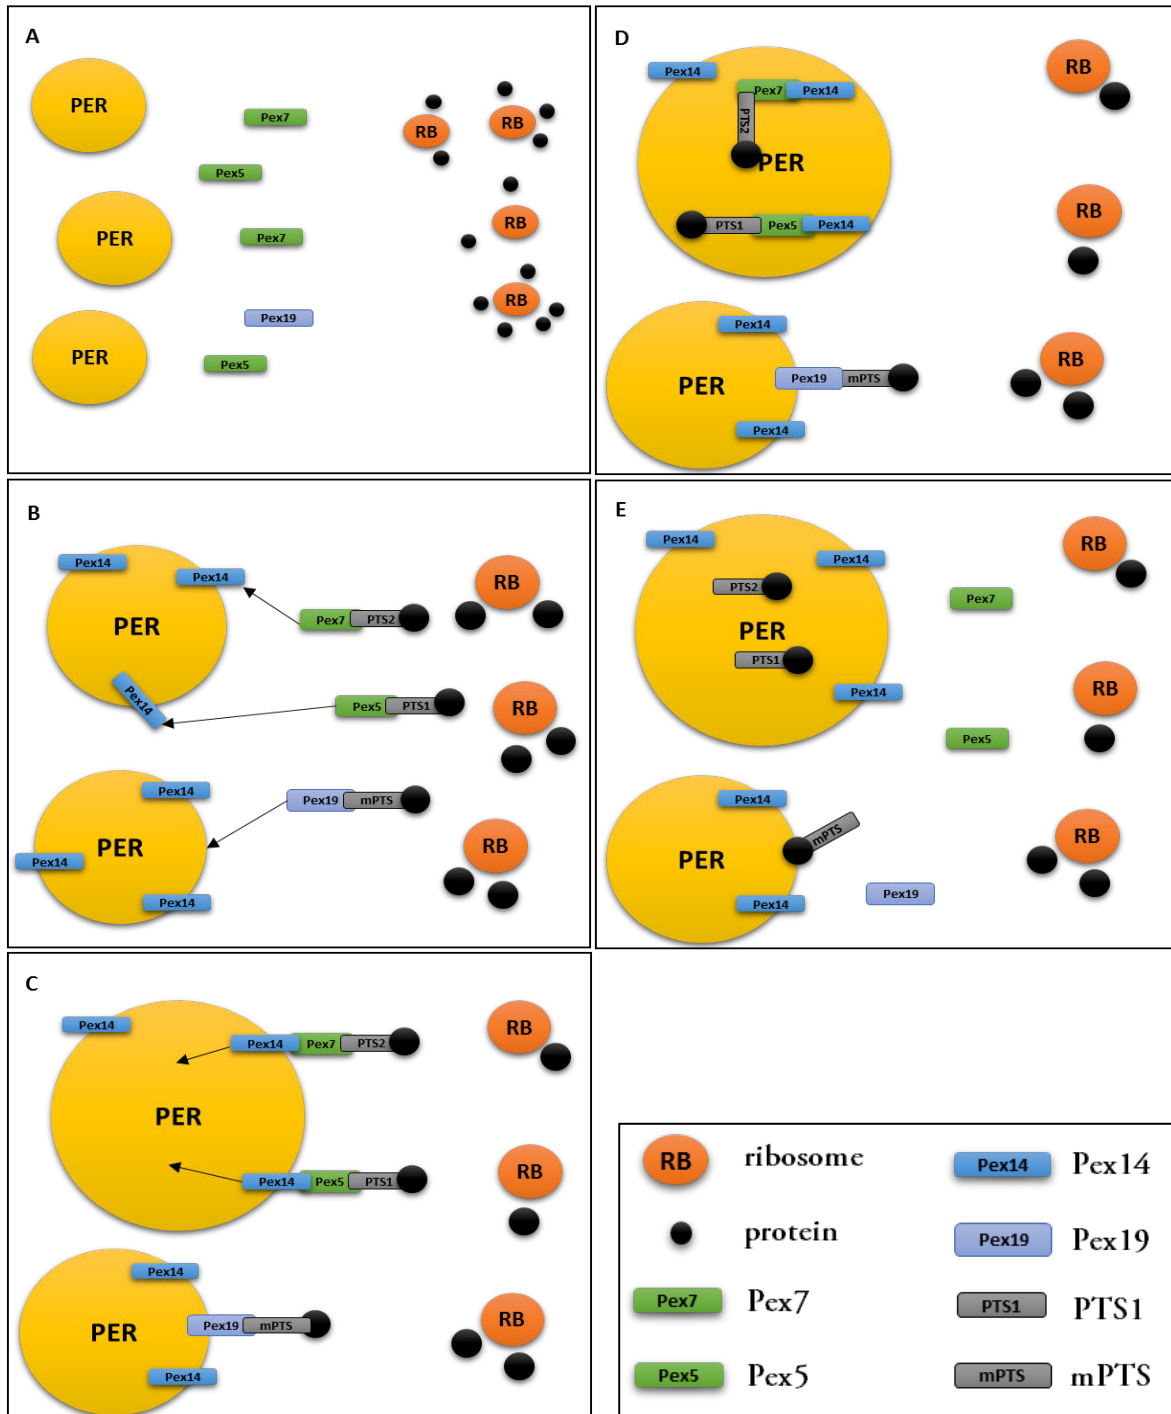 A
PER
Pex7
RB
RB
Pex5
PER
Pex7
RB
Pex19
RB
PER
Pex5
B
Pex14
Pex14
RB
PER
Pex7
PTS2
Pex14
Pex5
PTS1
RB
Pex14
Pex19
mPTS
PER
RB
Pex14
Pex14
C
Pex14
RB
Pex14
Pex7
PTS2
PER
Pex14
Pex5
PTS1
RB
Pex14
Pex19
mPTS
RB
PER
Pex14
D
Pex14
RB
Pex7
Pex14
PTS2
PER
RB
PTS1
Pex5
Pex14
Pex14
RB
PER
Pex19
mPTS
Pex14
E
Pex14
Pex14
RB
PTS2
Pex7
PER
PTS1
Pex14
RB
Pex5
Pex14
mPTS
RB
PER
Pex19
Pex14
RB
ribosome
Pex14
Pex14
protein
Pex19
Pex19
Pex7
Pex7
PTS1
PTS1
Pex5
Pex5
mPTS
mPTS